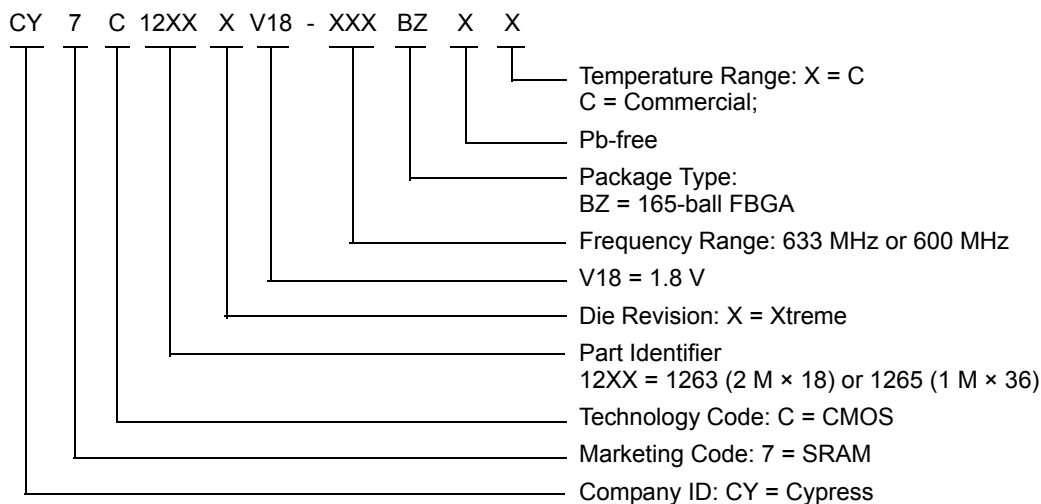 CY 7 C 12XX X V18 - XXX BZ X X
Temperature Range: X = C
C = Commercial;
Pb-free
Package Type:
BZ = 165-ball FBGA
Frequency Range: 633 MHz or 600 MHz
V18 = 1.8 V
Die Revision: X = Xtreme
Part Identifier
12XX = 1263 (2 M × 18) or 1265 (1 M × 36)
Technology Code: C = CMOS
Marketing Code: 7 = SRAM
Company ID: CY = Cypress